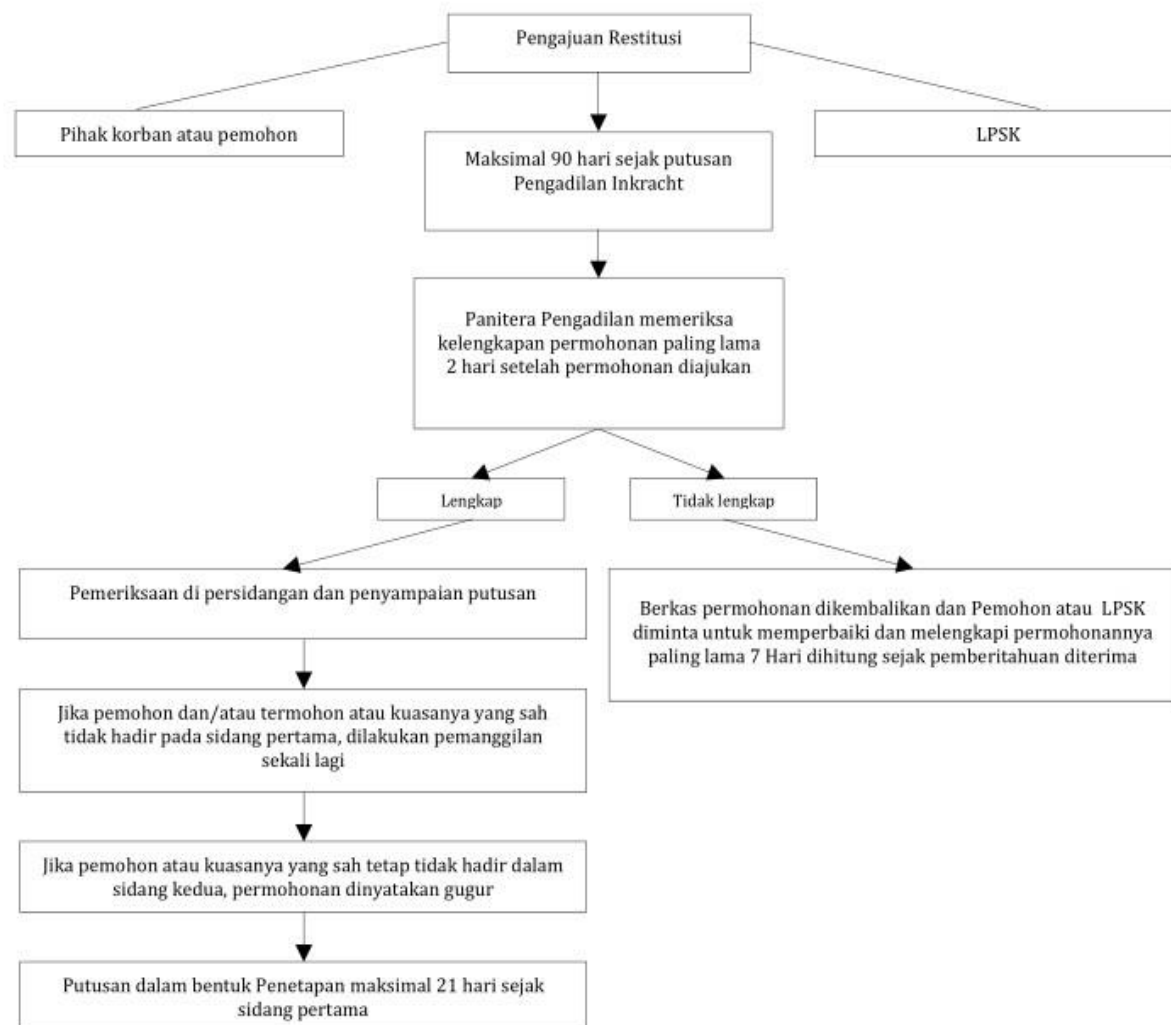 Pengajuan Restitusi
Pihak korban atau pemohon
LPSK
Maksimal 90 hari sejak putusan
Pengadilan Inkracht
Panitera Pengadilan memeriksa
kelengkapan permohonan paling lama
2 hari setelah permohonan diajukan
Lengkap
Tidak lengkap
Pemeriksaan di persidangan dan penyampaian putusan
Berkas permohonan dikembalikan dan Pemohon atau LPSK
diminta untuk memperbaiki dan melengkapi permohonannya
paling lama 7 Hari dihitung sejak pemberitahuan diterima
Jika pemohon dan/atau termohon atau kuasanya yang sah
tidak hadir pada sidang pertama, dilakukan pemanggilan
sekali lagi
Jika pemohon atau kuasanya yang sah tetap tidak hadir dalam
sidang kedua, permohonan dinyatakan gugur
Putusan dalam bentuk Penetapan maksimal 21 hari sejak
sidang pertama